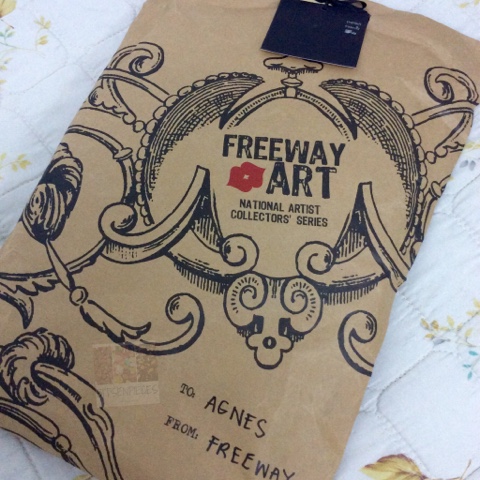 FREEWAY
ART
NATIONAL ARTIST
COLLECTORS' SERIES
TO: AGNES
FROM: FREEWAY